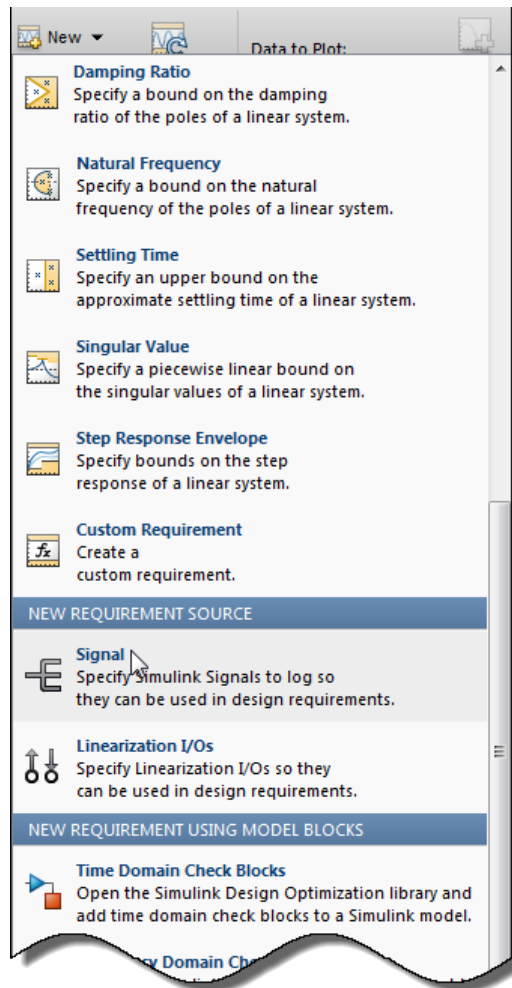 New
Data to Plot:
Damping Ratio
Specify a bound on the damping
ratio of the poles of a linear system.
Natural Frequency
Specify a bound on the natural
frequency of the poles of a linear system.
Settling Time
Specify an upper bound on the
approximate settling time of a linear system.
Singular Value
Specify a piecewise linear bound on
the singular values of a linear system.
Step Response Envelope
Specify bounds on the step
response of a linear system.
Custom Requirement
fx
Create a
custom requirement.
NEW REQUIREMENT SOURCE
Signal
Specify Simulink Signals to log so
they can be used in design requirements.
Linearization I/Os
Specify Linearization I/Os so they
can be used in design requirements.
NEW REQUIREMENT USING MODEL BLOCKS
Time Domain Check Blocks
Open the Simulink Design Optimization library and
add time domain check blocks to a Simulink model.
Domain